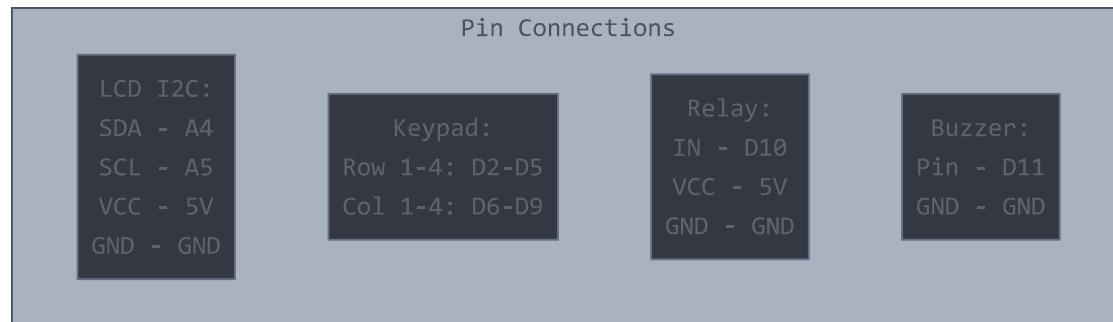 Pin Connections
LCD I2C:
SDA - A4
SCL - A5
VCC - 5V
GND - GND
Keypad:
Row 1-4: D2-D5
Col 1-4: D6-D9
Relay:
IN - D10
VCC - 5V
GND - GND
Buzzer:
Pin - D11
GND - GND